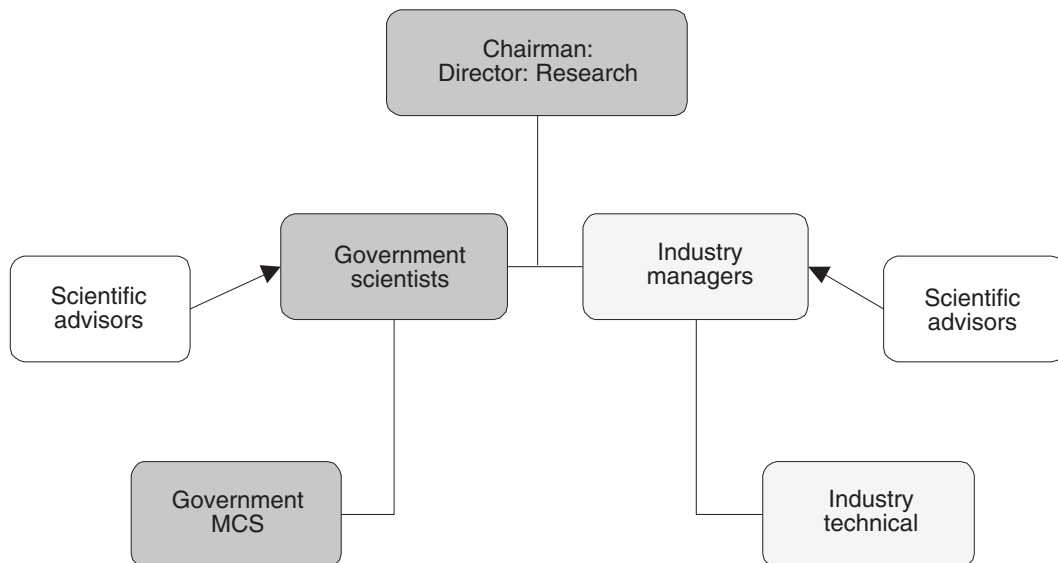 Chairman:
Director: Research
Government
scientists
Industry
managers
Scientific
advisors
Scientific
advisors
Government
MCS
Industry
technical